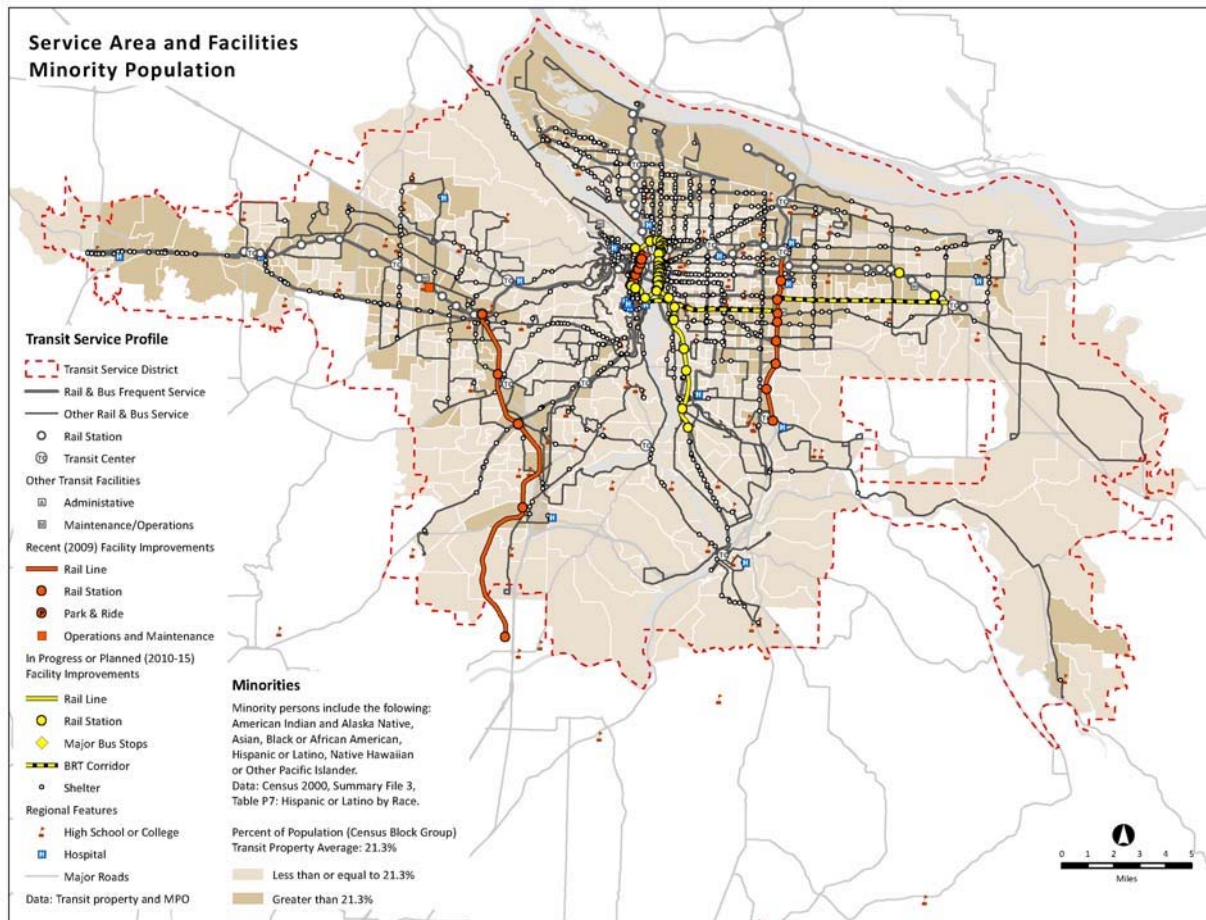 Service Area and Facilities
Minority Population
Transit Service Profile
Transit Service District
Rail & Bus Frequent Service
Other Rail & Bus Service
Rail Station
TC Transit Center
Other Transit Facilities
Administative
Maintenance/Operations
Recent (2009) Facility Improvements
Rail Line
Rail Station
Park & Ride
Operations and Maintenance
In Progress or Planned (2010-15)
Facility Improvements
Rail Line
Rail Station
Major Bus Stops
BRT Corridor
Shelter
Regional Features
High School or College
H Hospital
Major Roads
Data: Transit property and MPO
Minorities
Minority persons include the folowing:
American Indian and Alaska Native,
Asian, Black or African American,
Hispanic or Latino, Native Hawaiian
or Other Pacific Islander.
Data: Census 2000, Summary File 3,
Table P7: Hispanic or Latino by Race.
Percent of Population (Census Block Group)
Transit Property Average: 21.3%
Less than or equal to 21.3%
Greater than 21.3%
0 1 2 3 4 5
Miles